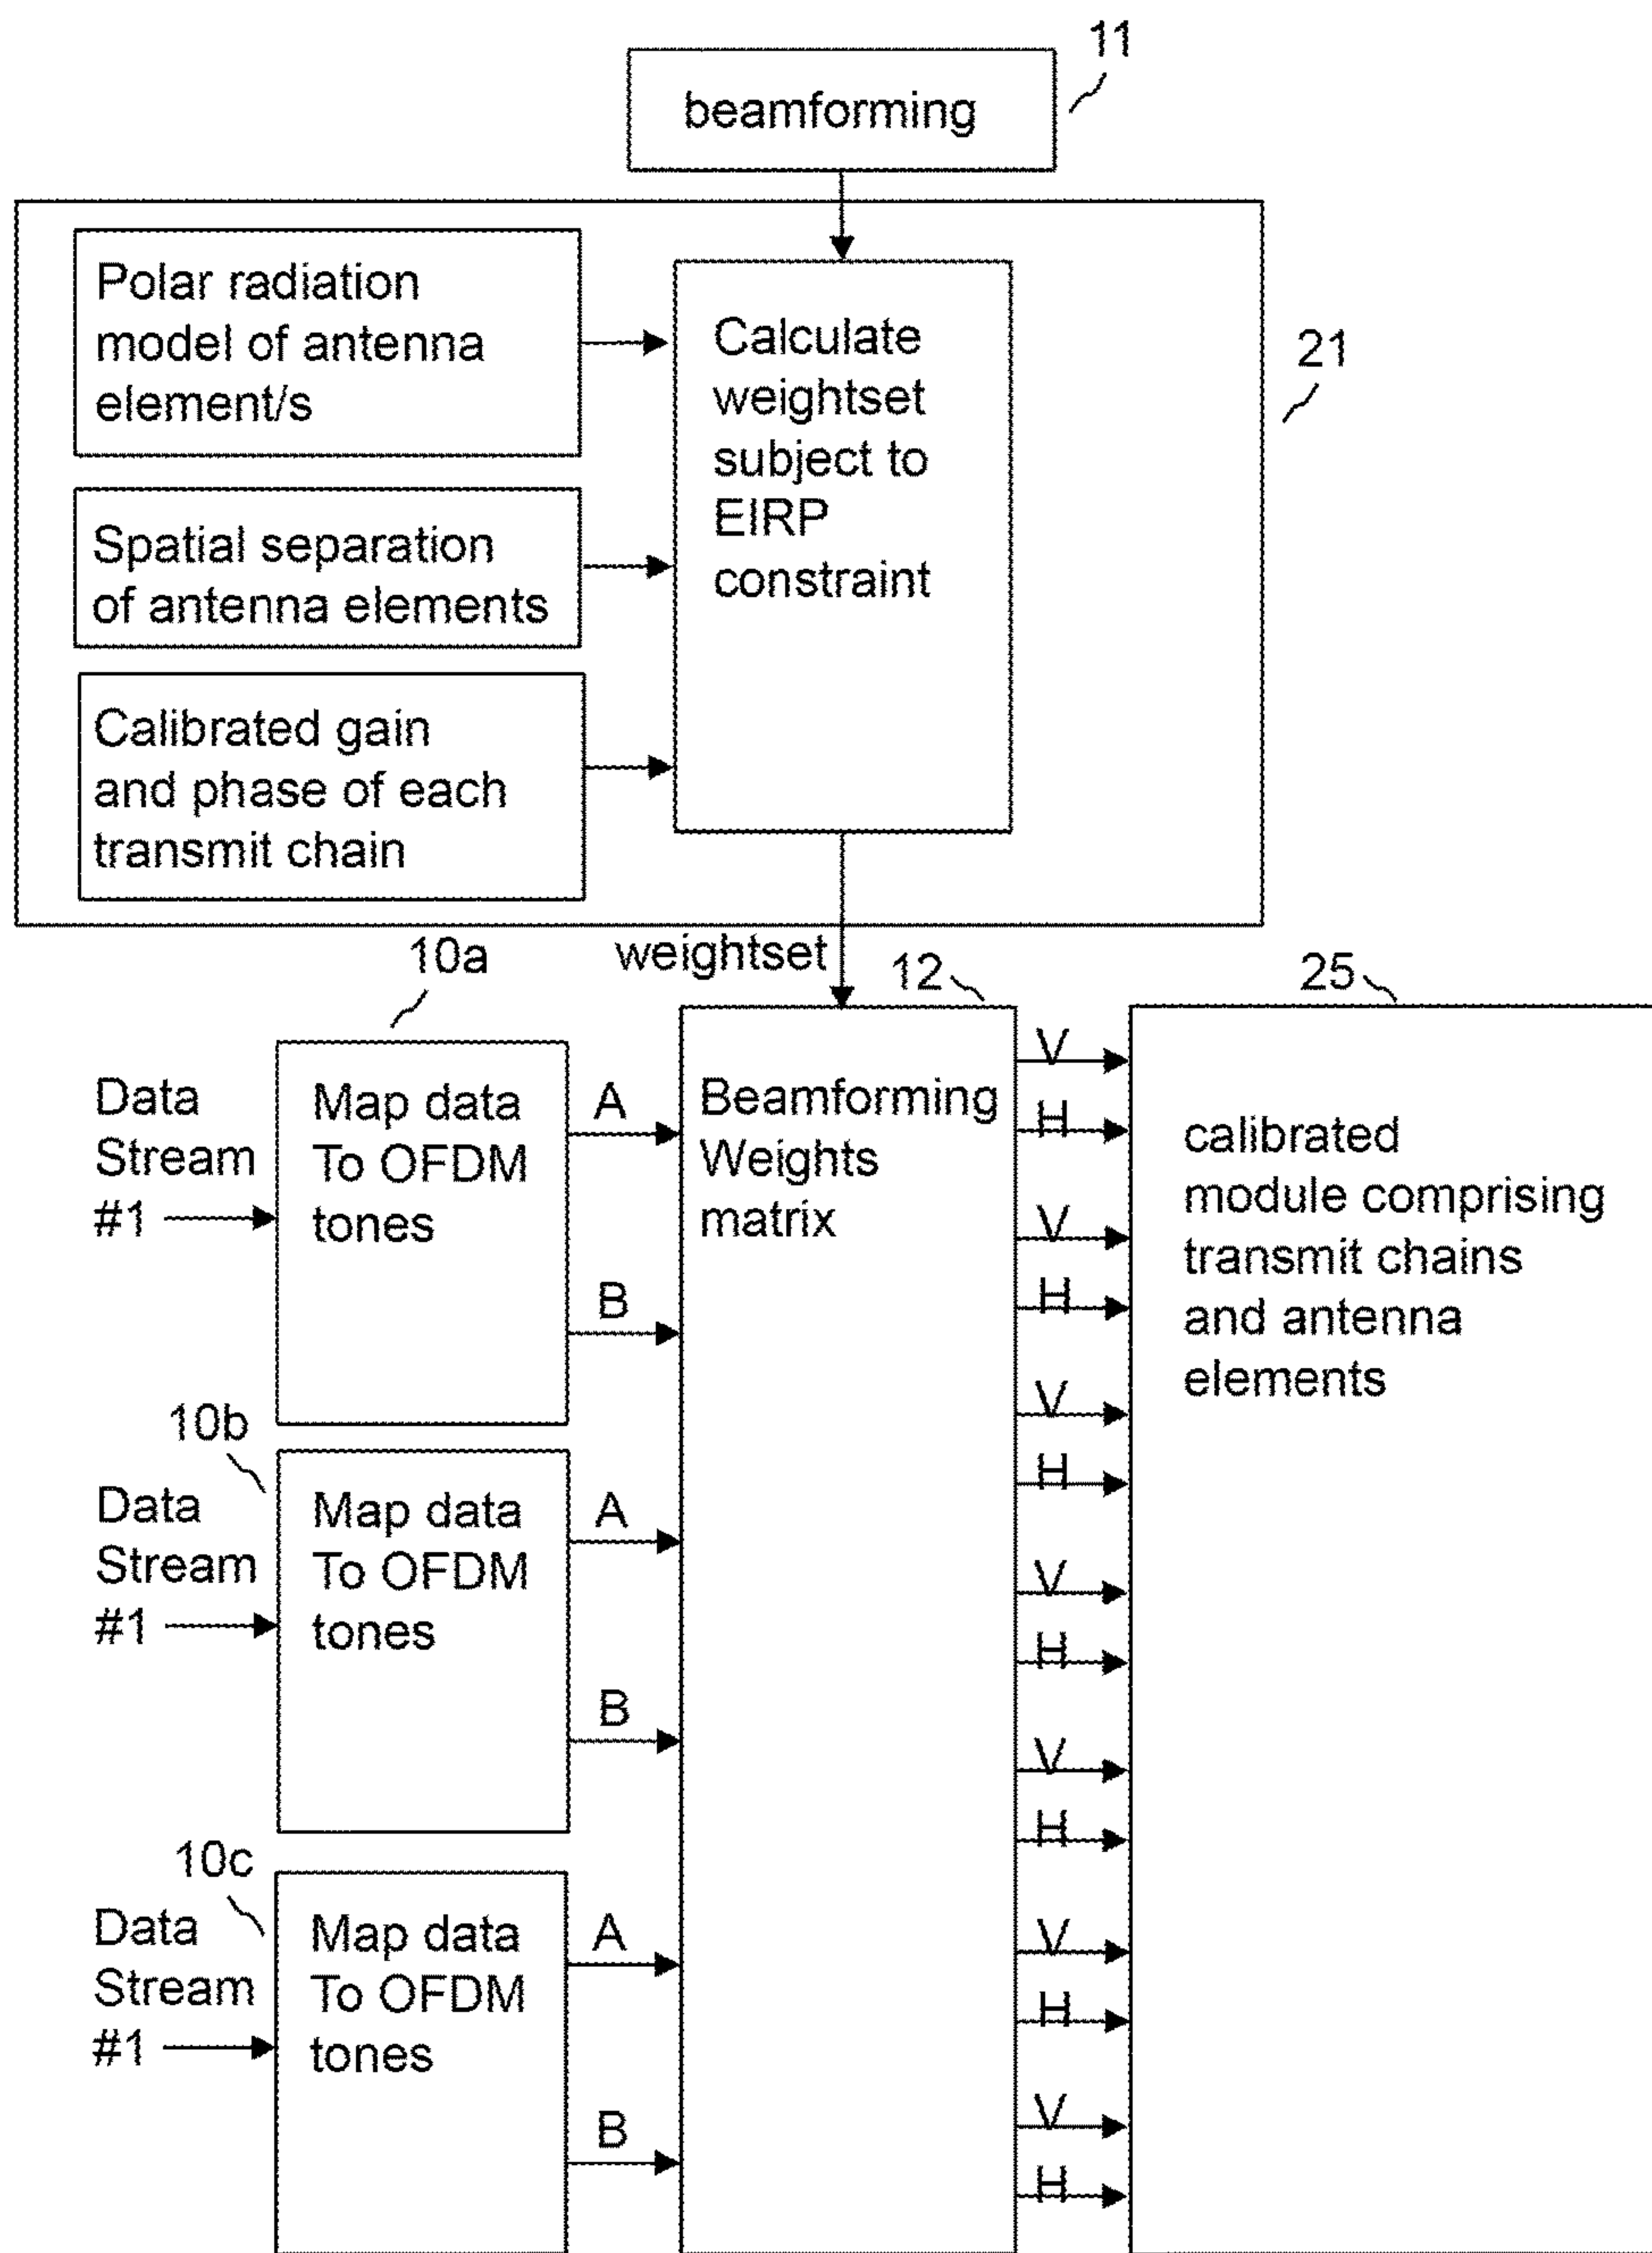 11
beamforming
Polar radiation
model of antenna
element/s
Calculate
weightset
subject to
EIRP
constraint
21
Spatial separation
of antenna elements
Calibrated gain
and phase of each
transmit chain
weightset
10a
12
25
Data
Stream
#1
Map data
To OFDM
tones
A
B
Beamforming
Weights
matrix
V
H
V
H
V
H
V
H
V
H
V
H
V
H
calibrated
module comprising
transmit chains
and antenna
elements
10b
Data
Stream
#1
Map data
To OFDM
tones
A
B
10c
Data
Stream
#1
Map data
To OFDM
tones
A
B